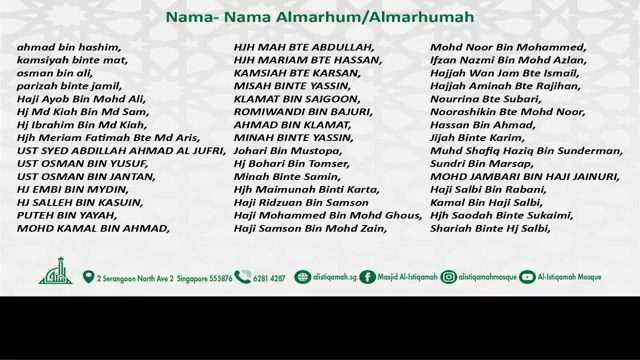 Nama- Nama Almarhum/Almarhumah
ahmad bin hashim,
kamsiyah binte mat,
osman bin ali,
parizah binte jamil,
Haji Ayob Bin Mohd Ali,
Hj Md Kiah Bin Md Sam,
Hj Ibrahim Bin Md Kiah,
Hjh Meriam Fatimah Bte Md Aris,
UST SYED ABDILLAH AHMAD AL JUFRI,
UST OSMAN BIN YUSUF,
UST OSMAN BIN JANTAN,
HJ EMBI BIN MYDIN,
HJ SALLEH BIN KASUIN,
PUTEH BIN YAYAH,
MOHD KAMAL BIN AHMAD,
HJH MAH BTE ABDULLAH,
HJH MARIAM BTE HASSAN,
KAMSIAH BTE KARSAN,
MISAH BINTE YASSIN,
KLAMAT BIN SAIGOON,
ROMIWANDI BIN BAJURI,
AHMAD BIN KLAMAT,
MINAH BINTE YASSIN,
Johari Bin Mustopa,
Hj Bohari Bin Tomser,
Minah Binte Samin,
Hjh Maimunah Binti Karta,
Haji Ridzuan Bin Samson
Haji Mohammed Bin Mohd Ghous,
Haji Samson Bin Mohd Zain,
Mohd Noor Bin Mohammed,
Ifzan Nazmi Bin Mohd Azlan,
Hajjah Wan Jam Bte Ismail,
Hajjah Aminah Bte Rajihan,
Nourrina Bte Subari,
Noorashikin Bte Mohd Noor,
Hassan Bin Ahmad,
Jijah Binte Karim,
Muhd Shafiq Haziq Bin Sunderman,
Sundri Bin Marsap,
MOHD JAMBARI BIN HAJI JAINURI,
Haji Salbi Bin Rabani,
Kamal Bin Haji Salbi,
Hjh Saodah Binte Sukaimi,
Shariah Binte Hj Salbi,
2 Serangoon North Ave 2 Singapore 555876 6281 4287 alistiqamah.sg Masjid Al-Istiqamah alistiqamahmosque Al-Istiqamah Mosque